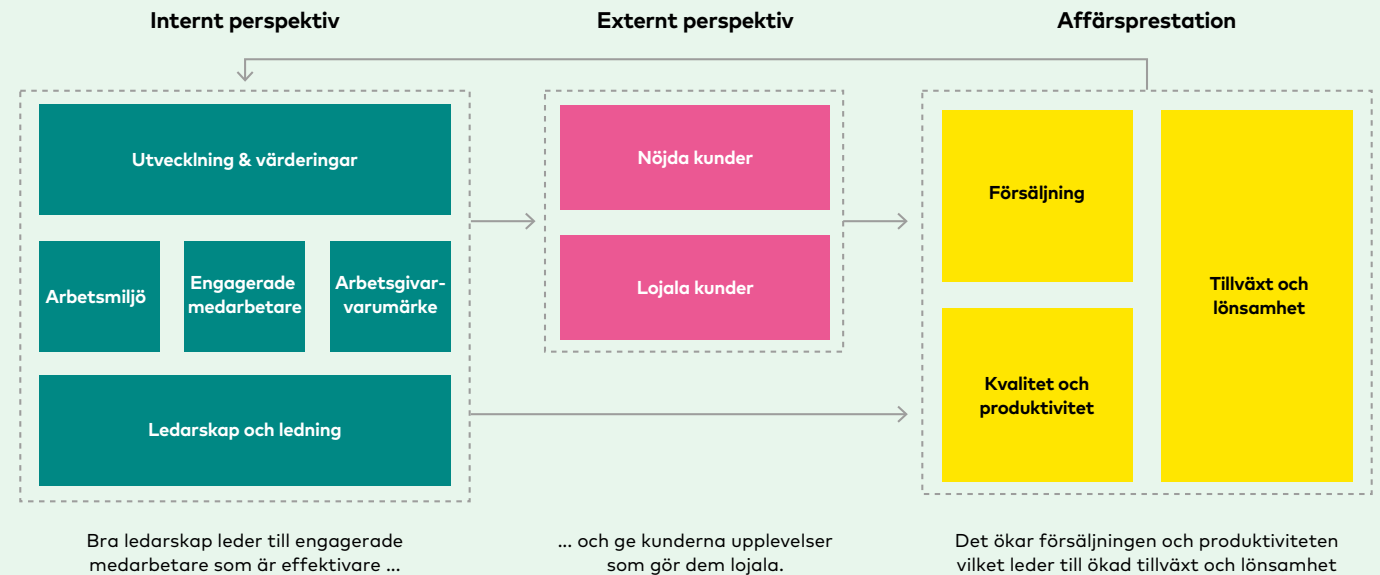 Internt perspektiv
Externt perspektiv
Affärsprestation
Utvecklning & värderingar
Arbetsmiljö
Engagerade
medarbetare
Arbetsgivar-
varumärke
Ledarskap och ledning
Nöjda kunder
Lojala kunder
Försäljning
Kvalitet och
produktivitet
Tillväxt och
lönsamhet
Bra ledarskap leder till engagerade
medarbetare som är effektivare ...
... och ge kunderna upplevelser
som gör dem lojala.
Det ökar försäljningen och produktiviteten
vilket leder till ökad tillväxt och lönsamhet